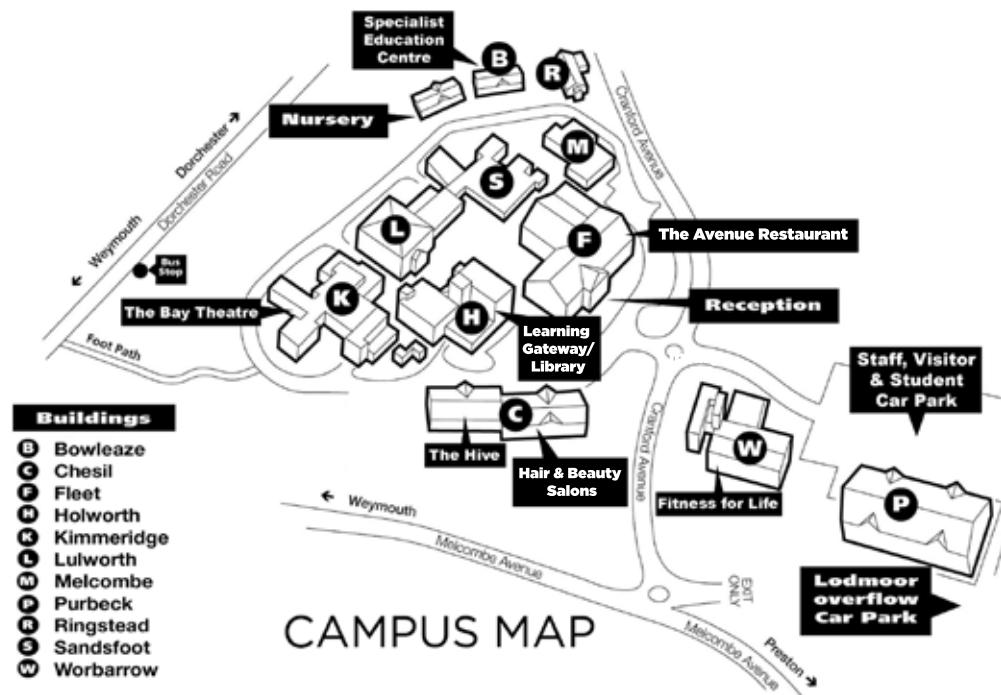 Specialist
Education
Centre
B
R
Nursery
Cranford Avenue
Dorchester
Dorchester Road
Weymouth
M
S
L
F
The Avenue Restaurant
Bus
Stop
K
The Bay Theatre
H
Reception
Foot Path
Learning
Gateway/
Library
Staff, Visitor
& Student
Car Park
C
The Hive
Hair & Beauty
Salons
Cranford Avenue
W
Fitness for Life
P
Buildings
B Bowleaze
C Chesil
F Fleet
H Holworth
K Kimmeridge
L Lulworth
M Melcombe
P Purbeck
R Ringstead
S Sandsfoot
W Worbarrow
Weymouth
Melcombe Avenue
EXIT
ONLY
Lodmoor
overflow
Car Park
CAMPUS MAP
Melcombe Avenue
Preston